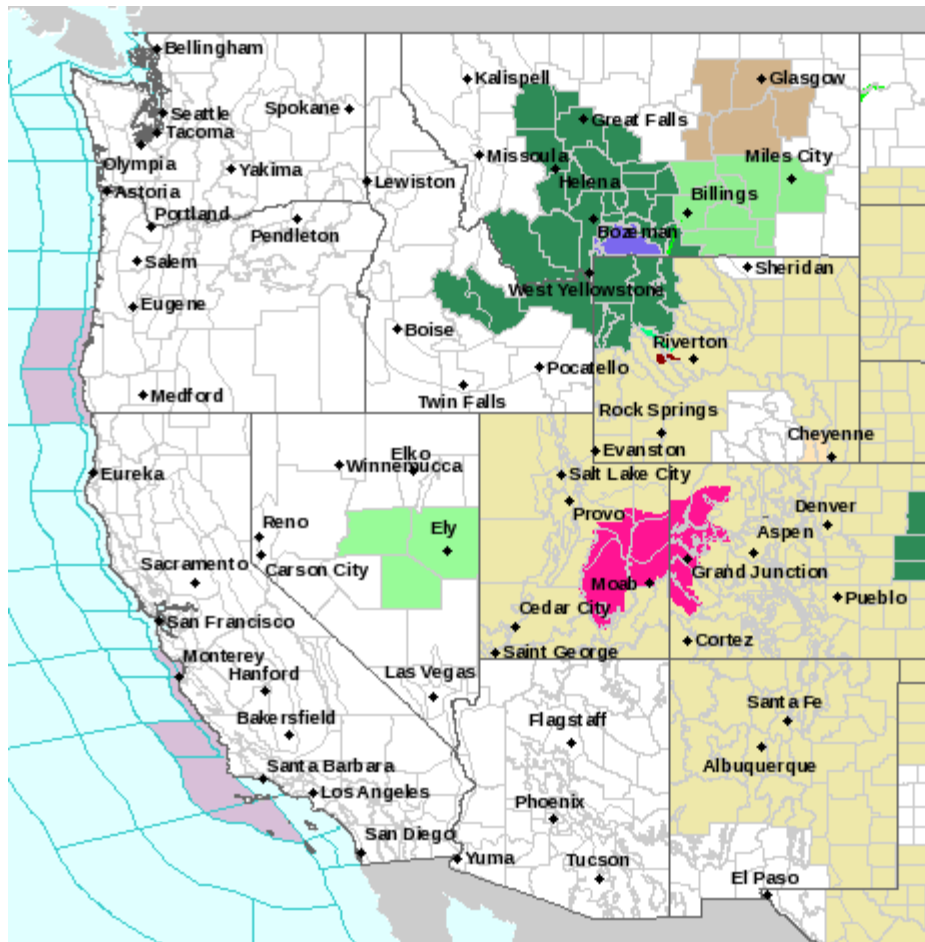 Bellingham
Kalispell
Glasgow
Seattle
Spokane
Great Falls
Tacoma
Olympia
Missoula
Miles City
Yakima
Helena
Lewiston
Astoria
Billings
Portland
Pendleton
Bozeman
Salem
Sheridan
West Yellowstone
Eugene
Boise
Riverton
Pocatello
Medford
Twin Falls
Rock Springs
Cheyenne
Evanston
Elko
Winnemucca
Eureka
Salt Lake City
Provo
Denver
Reno
Ely
Aspen
Sacramento
Carson City
Grand Junction
Moab
Pueblo
Cedar City
San Francisco
Cortez
Saint George
Monterey
Hanford
Las Vegas
Santa Fe
Bakersfield
Flagstaff
Albuquerque
Santa Barbara
Los Angeles
Phoenix
San Diego
Yuma
Tucson
El Paso